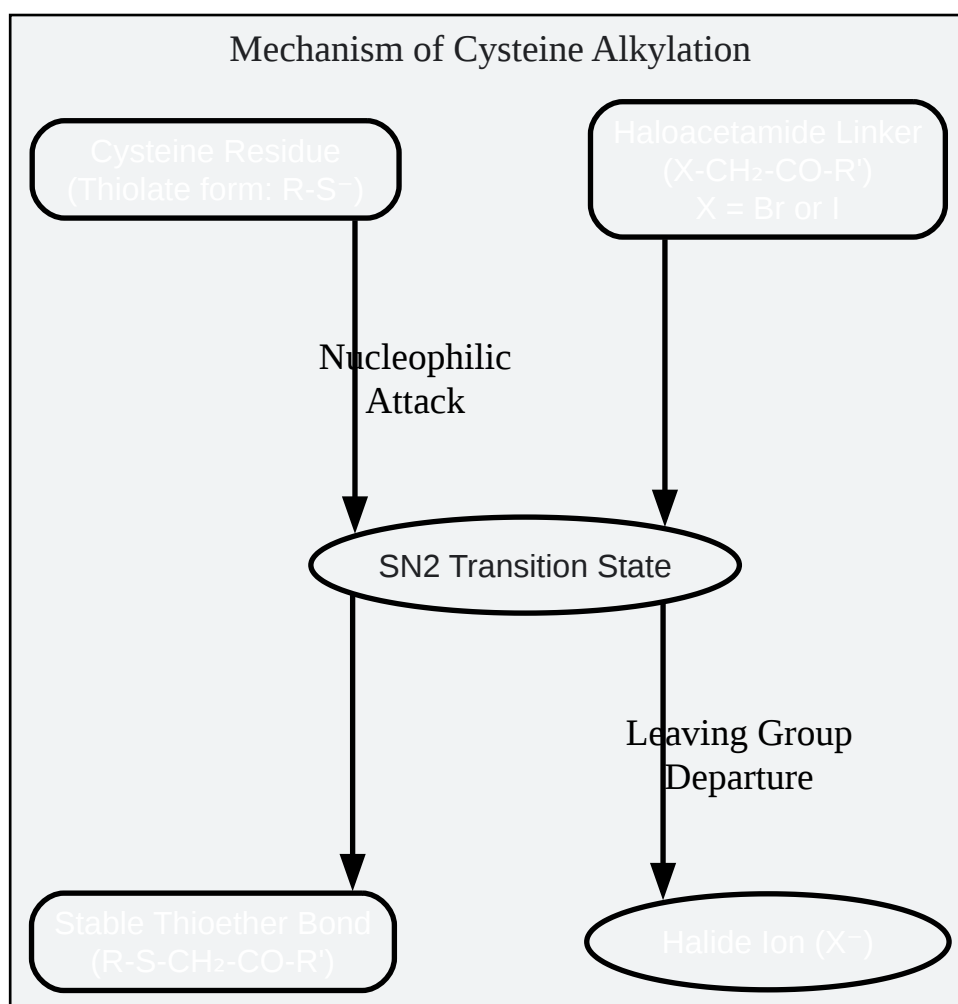 Mechanism of Cysteine Alkylation
Cysteine Residue
(Thiolate form: R-S⁻)
Haloacetamide Linker
(X-CH₂-CO-R')
X = Br or I
Nucleophilic
Attack
SN2 Transition State
Leaving Group
Departure
Stable Thioether Bond
(R-S-CH₂-CO-R')
Halide Ion (X⁻)